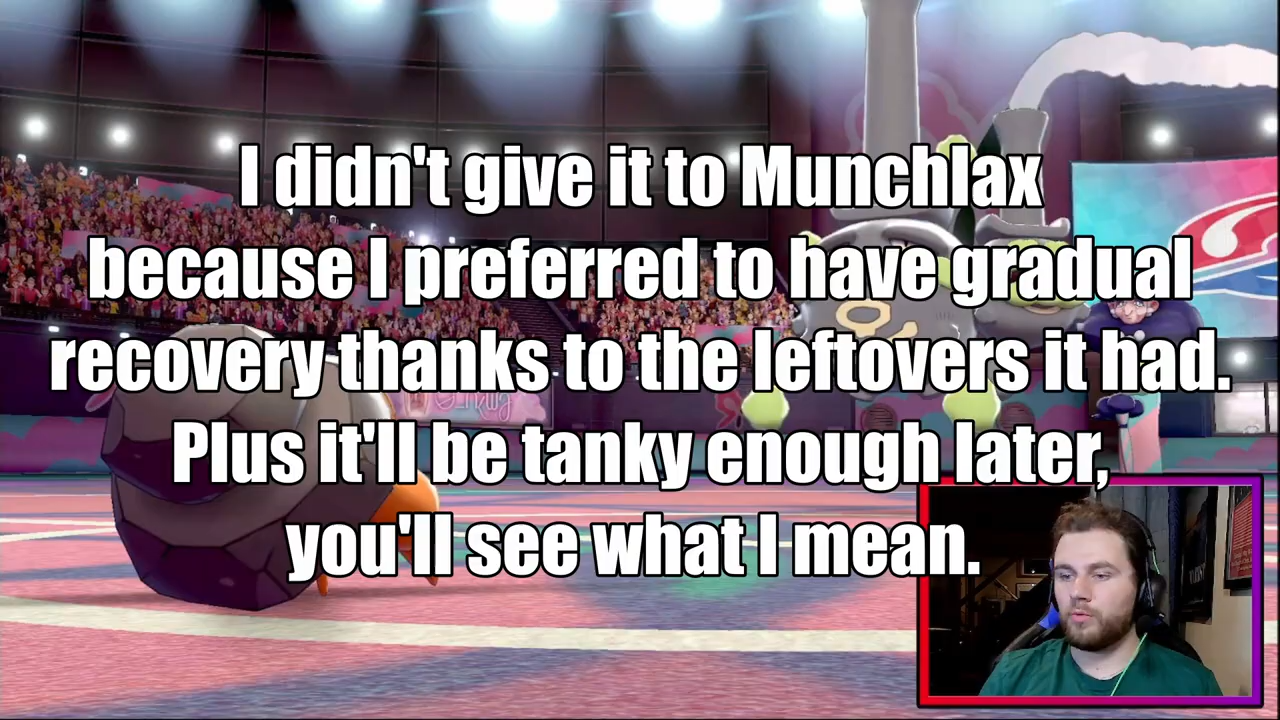 I didn't give it to Munchlax
because I preferred to have gradual
recovery thanks to the leftovers it had.
Plus it'll be tanky enough later,
you'll see what I mean.